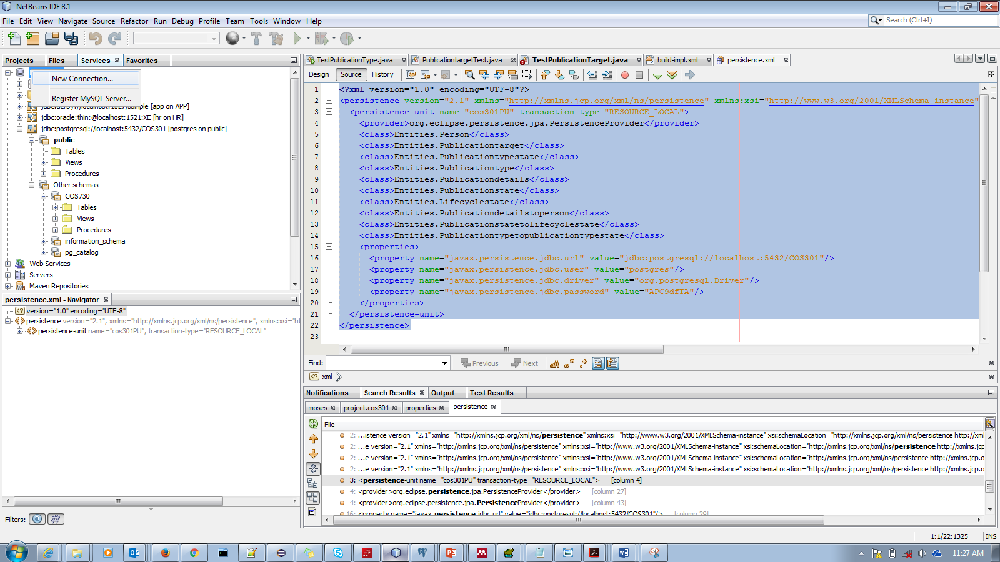 NetBeans IDE 8.1
File Edit View Navigate Source Refactor Run Debug Profile Team Tools Window Help
Search (Ctrl+I)
Projects Files Services Favorites
New Connection...
Register MySQL Server...
jdbc:derby://localhost:1527/sample [app on APP]
jdbc:oracle:thin:@localhost:1521:XE [hr on HR]
jdbc:postgresql://localhost:5432/COS301 [postgres on public]
public
Tables
Views
Procedures
Other schemas
COS730
Tables
Views
Procedures
information_schema
pg_catalog
Web Services
Servers
Maven Repositories
persistence.xml - Navigator
version="1.0" encoding="UTF-8"
persistence version="2.1", xmlns="http://xmlns.jcp.org/xml/ns/persistence", xmlns:xsi="ht
persistence-unit name="cos301PU", transaction-type="RESOURCE_LOCAL"
Filters:
TestPublicationType.java PublicationtargetTest.java TestPublicationTarget.java build-impl.xml persistence.xml
Design Source History
1 <?xml version="1.0" encoding="UTF-8"?>
2 <persistence version="2.1" xmlns="http://xmlns.jcp.org/xml/ns/persistence" xmlns:xsi="http://www.w3.org/2001/XMLSchema-instance"
3 <persistence-unit name="cos301PU" transaction-type="RESOURCE_LOCAL">
4 <provider>org.eclipse.persistence.jpa.PersistenceProvider</provider>
5 <class>Entities.Person</class>
6 <class>Entities.Publicationtarget</class>
7 <class>Entities.Publicationtypestate</class>
8 <class>Entities.Publicationtype</class>
9 <class>Entities.Publicationdetails</class>
10 <class>Entities.Publicationstate</class>
11 <class>Entities.Lifecyclestate</class>
12 <class>Entities.Publicationdetailstoperson</class>
13 <class>Entities.Publicationstatetolifecyclestate</class>
14 <class>Entities.Publicationtypetopublicationtypestate</class>
15 <properties>
16 <property name="javax.persistence.jdbc.url" value="jdbc:postgresql://localhost:5432/COS301"/>
17 <property name="javax.persistence.jdbc.user" value="postgres"/>
18 <property name="javax.persistence.jdbc.driver" value="org.postgresql.Driver"/>
19 <property name="javax.persistence.jdbc.password" value="APC9dfTA"/>
20 </properties>
21 </persistence-unit>
22 </persistence>
23
Find: Previous Next
xml
Notifications Search Results Output Test Results
moses project.cos301 properties persistence
File
2: ...istence version="2.1" xmlns="http://xmlns.jcp.org/xml/ns/persistence" xmlns:xsi="http://www.w3.org/2001/XMLSchema-instance" xsi:schemaLocation="http://xmlns.jcp.org/xml/ns/persistence http://xm
2: ...e version="2.1" xmlns="http://xmlns.jcp.org/xml/ns/persistence" xmlns:xsi="http://www.w3.org/2001/XMLSchema-instance" xsi:schemaLocation="http://xmlns.jcp.org/xml/ns/persistence http://xmlns.jcp
2: ...e version="2.1" xmlns="http://xmlns.jcp.org/xml/ns/persistence" xmlns:xsi="http://www.w3.org/2001/XMLSchema-instance" xsi:schemaLocation="http://xmlns.jcp.org/xml/ns/persistence http://xmlns.jcp.o
2: ...e version="2.1" xmlns="http://xmlns.jcp.org/xml/ns/persistence" xmlns:xsi="http://www.w3.org/2001/XMLSchema-instance" xsi:schemaLocation="http://xmlns.jcp.org/xml/ns/persistence http://xmlns.jcp.o
3: <persistence-unit name="cos301PU" transaction-type="RESOURCE_LOCAL"> [column 4]
4: <provider>org.eclipse.persistence.jpa.PersistenceProvider</provider> [column 27]
4: <provider>org.eclipse.persistence.jpa.PersistenceProvider</provider> [column 43]
16: <property name="javax.persistence.jdbc.url" value="jdbc:postgresql://localhost:5432/COS301"/> [column 29]
1:1/22:1325 INS
11:27 AM